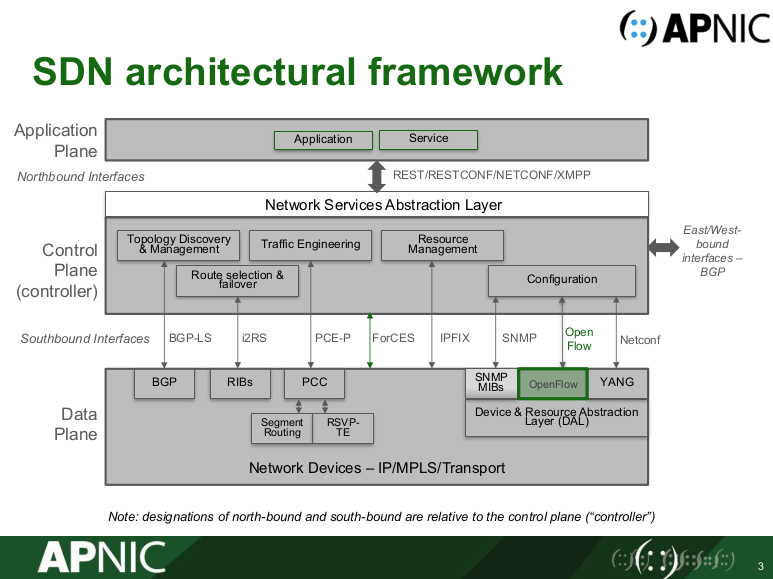 APNIC
SDN architectural framework
Application
Plane
Application
Service
Northbound Interfaces
REST/RESTCONF/NETCONF/XMPP
Network Services Abstraction Layer
Control
Plane
(controller)
Topology Discovery
& Management
Traffic Engineering
Resource
Management
Route selection &
failover
Configuration
East/West-
bound
interfaces –
BGP
Southbound Interfaces
BGP-LS
i2RS
PCE-P
ForCES
IPFIX
SNMP
Open
Flow
Netconf
Data
Plane
BGP
RIBs
PCC
SNMP
MIBs
OpenFlow
YANG
Segment
Routing
RSVP-
TE
Device & Resource Abstraction
Layer (DAL)
Network Devices – IP/MPLS/Transport
Note: designations of north-bound and south-bound are relative to the control plane (“controller”)
APNIC
3